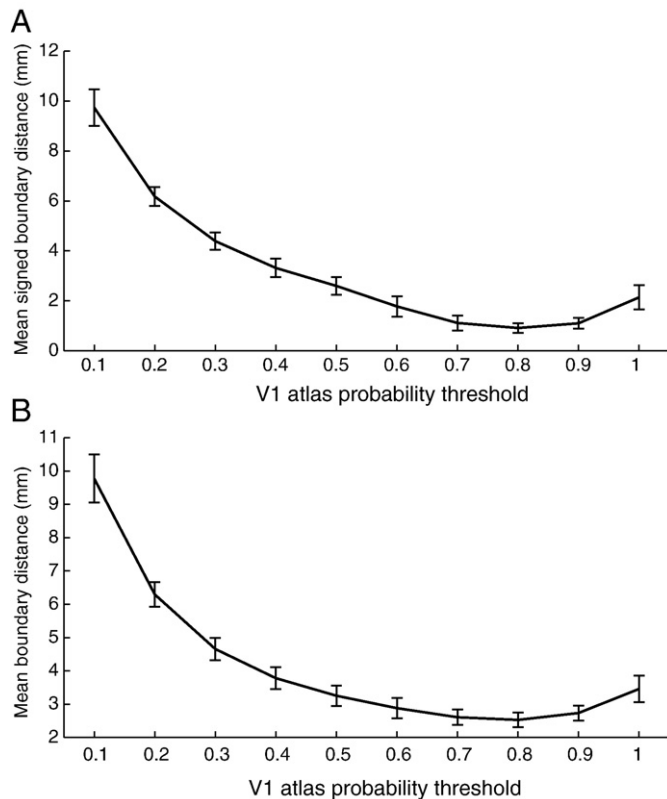 A
Mean signed boundary distance (mm)
12
10
8
6
4
2
0
0.1 0.2 0.3 0.4 0.5 0.6 0.7 0.8 0.9 1
V1 atlas probability threshold
B
Mean boundary distance (mm)
11
10
9
8
7
6
5
4
3
2
0.1 0.2 0.3 0.4 0.5 0.6 0.7 0.8 0.9 1
V1 atlas probability threshold